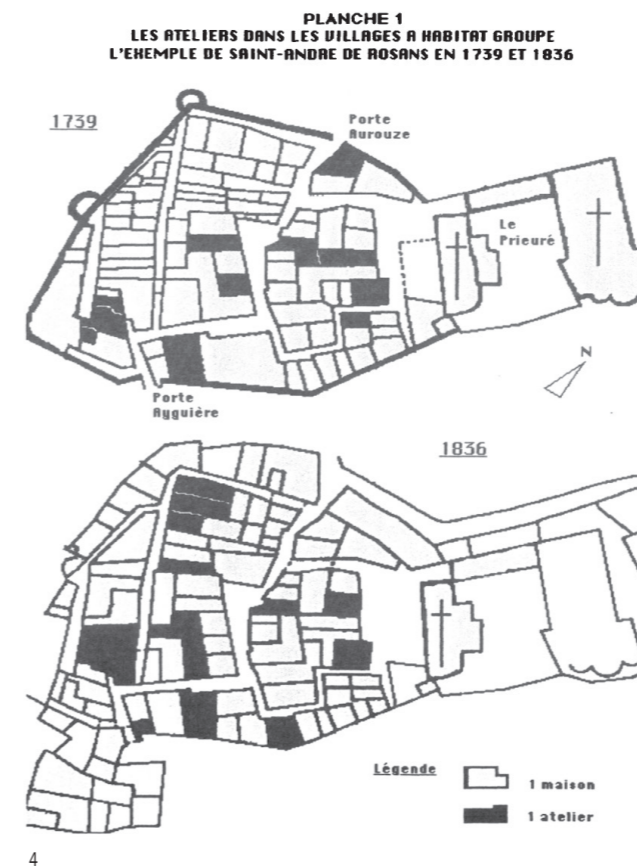 PLANCHE 1
LES ATELIERS DANS LES VILLAGES A HABITAT GROUPE
L'EXEMPLE DE SAINT-ANDRE DE ROSANS EN 1739 ET 1836
1739
Porte
Aurouze
Le
Prieuré
N
Porte
Ayguière
1836
Légende
1 maison
1 atelier
4